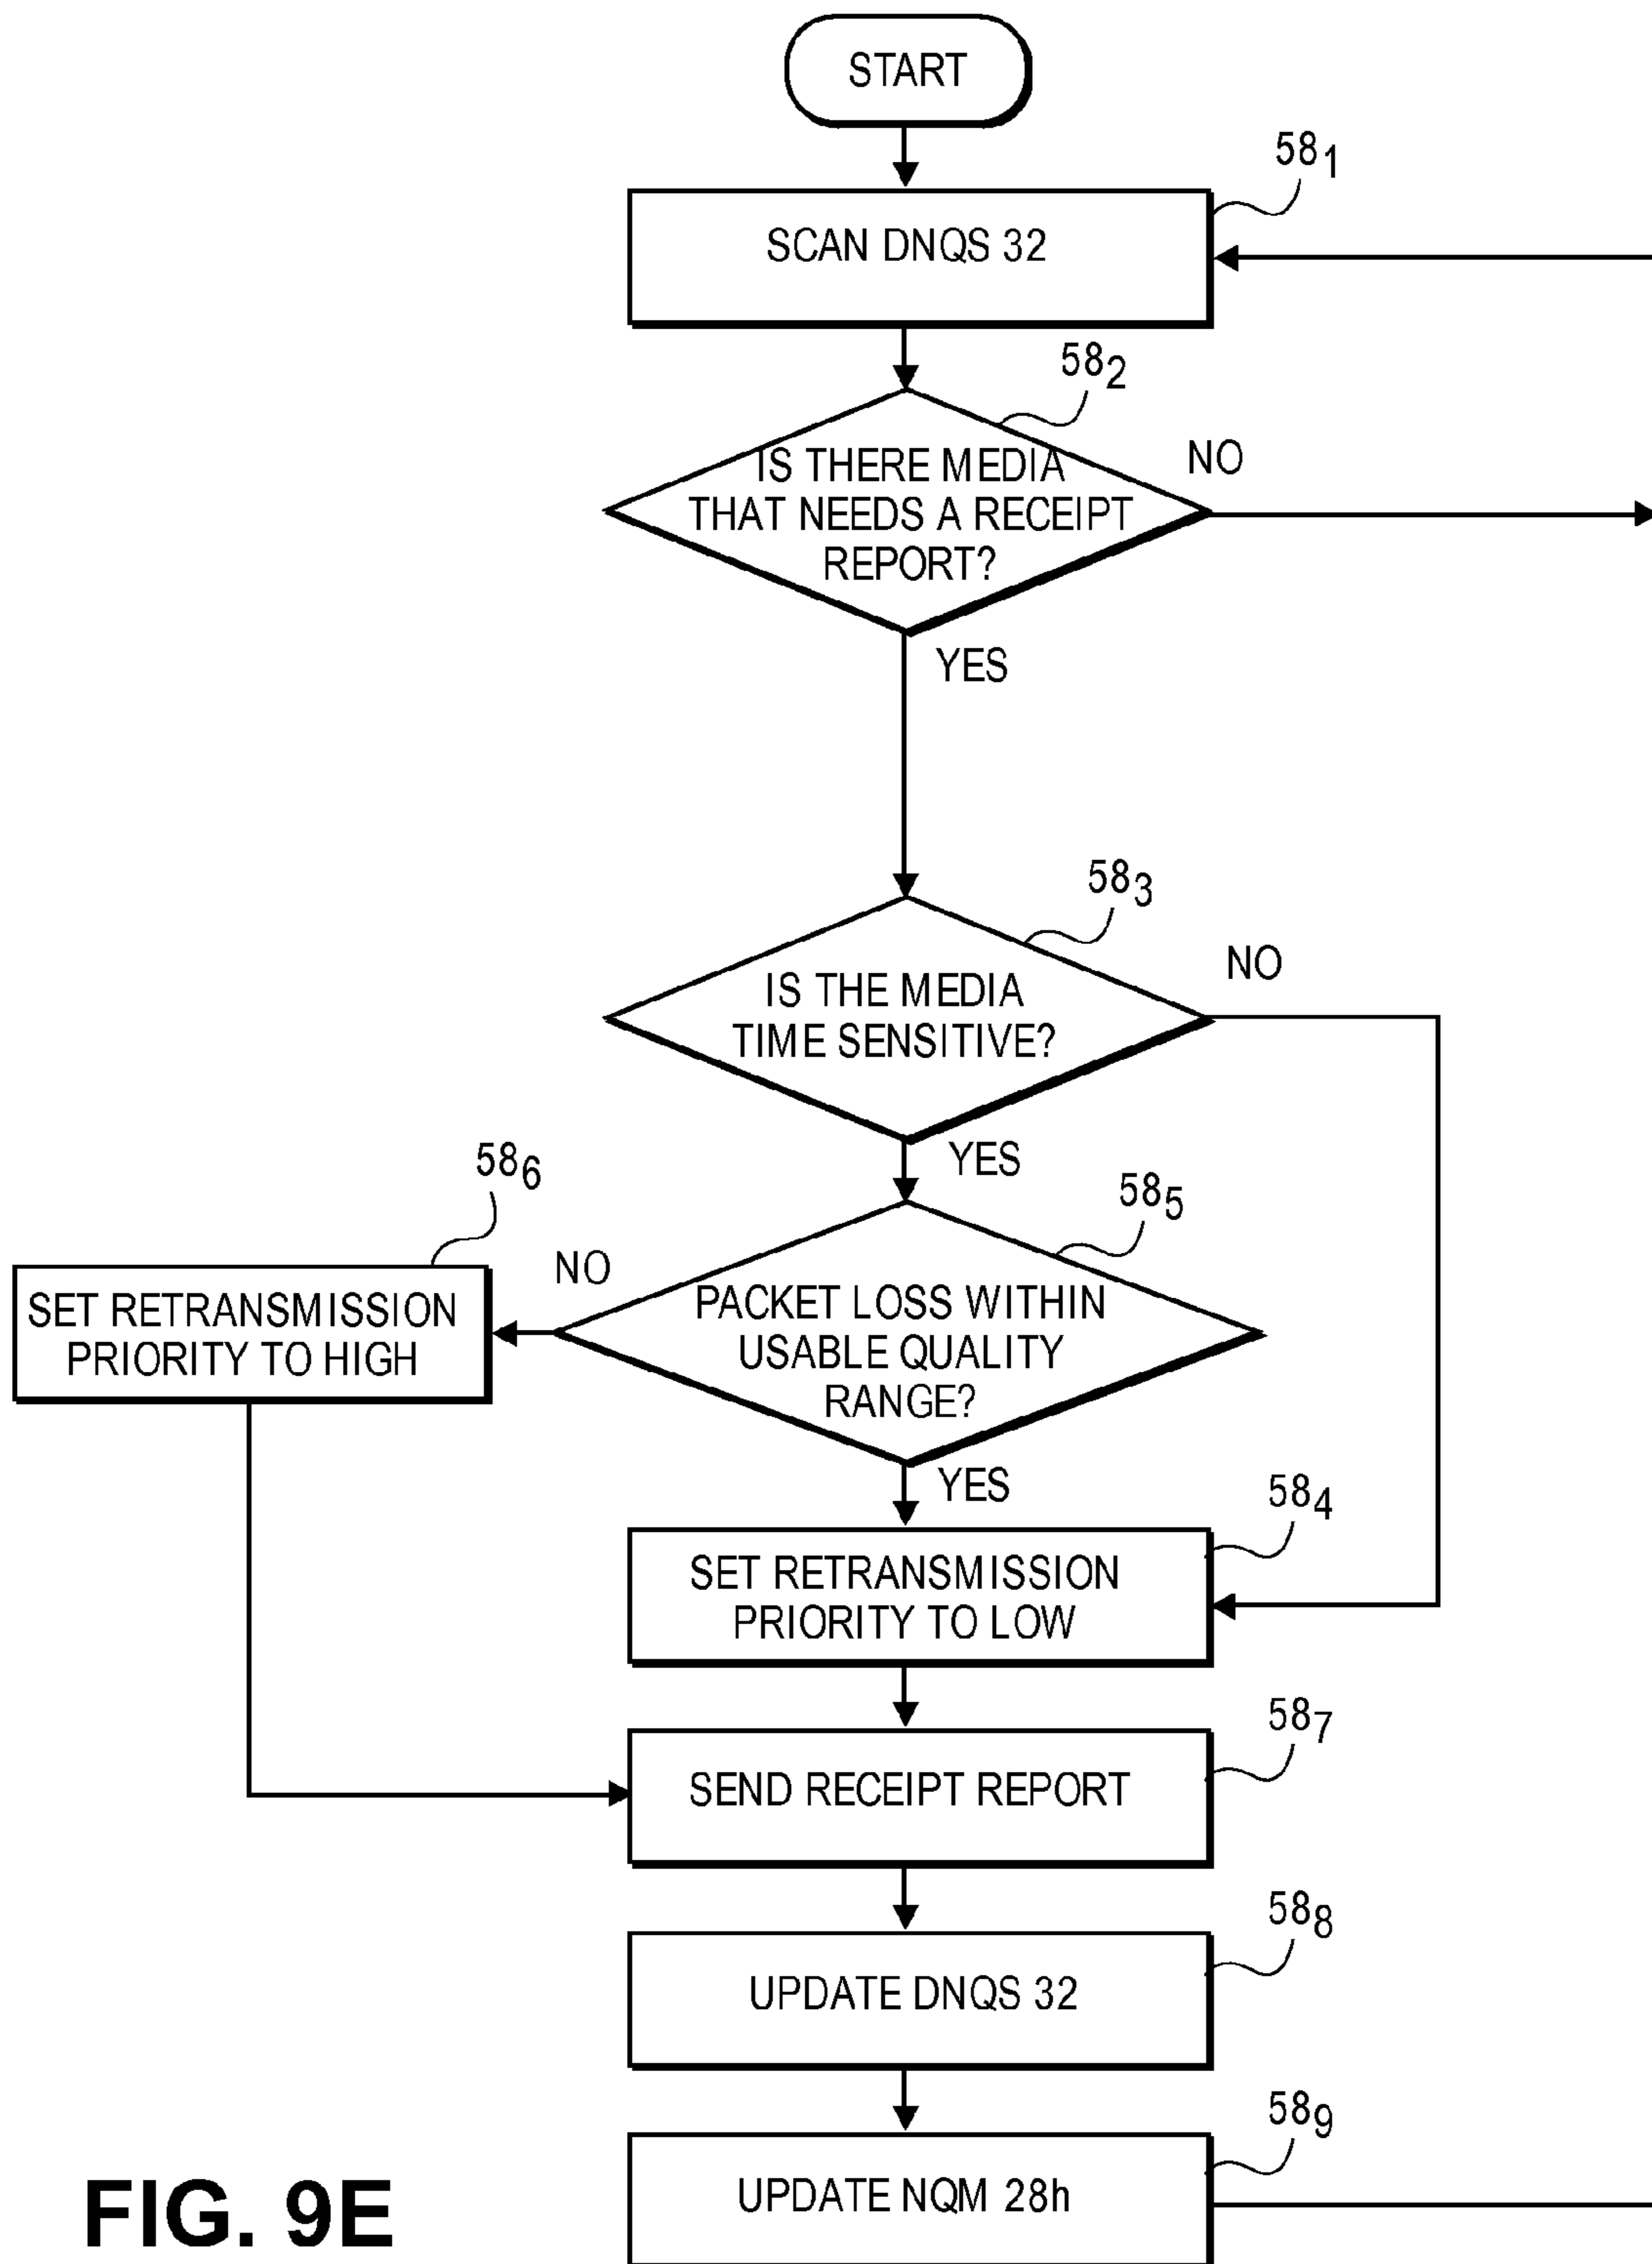 START
58₁
SCAN DNQS 32
58₂
IS THERE MEDIA
THAT NEEDS A RECEIPT
REPORT?
NO
YES
58₃
IS THE MEDIA
TIME SENSITIVE?
NO
YES
58₅
PACKET LOSS WITHIN
USABLE QUALITY
RANGE?
NO
58₆
SET RETRANSMISSION
PRIORITY TO HIGH
YES
58₄
SET RETRANSMISSION
PRIORITY TO LOW
58₇
SEND RECEIPT REPORT
58₈
UPDATE DNQS 32
58₉
UPDATE NQM 28h
FIG. 9E